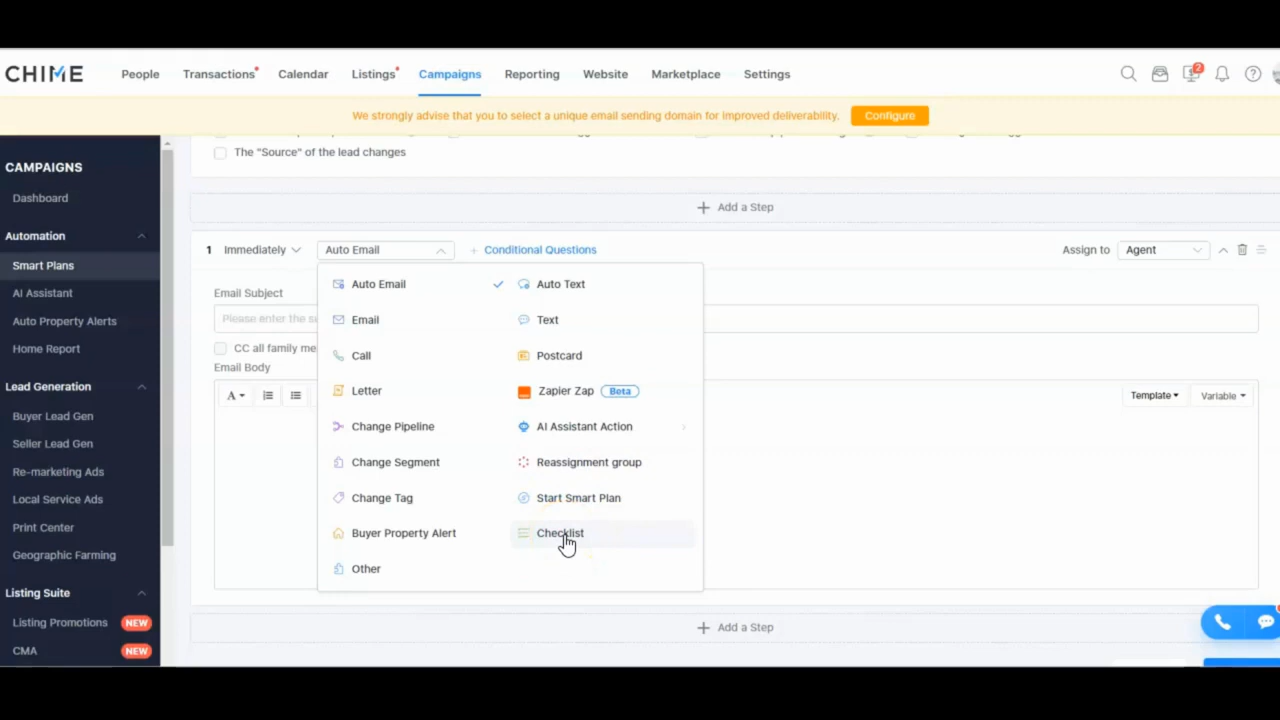 CHIME
People
Transactions
Calendar
Listings
Campaigns
Reporting
Website
Marketplace
Settings
2
We strongly advise that you to select a unique email sending domain for improved deliverability.
Configure
CAMPAIGNS
Dashboard
Automation
Smart Plans
AI Assistant
Auto Property Alerts
Home Report
Lead Generation
Buyer Lead Gen
Seller Lead Gen
Re-marketing Ads
Local Service Ads
Print Center
Geographic Farming
Listing Suite
Listing Promotions NEW
CMA NEW
The "Source" of the lead changes
+ Add a Step
1 Immediately Auto Email + Conditional Questions Assign to Agent
Auto Email Auto Text
Email Text
Call Postcard
Letter Zapier Zap Beta
Change Pipeline AI Assistant Action
Change Segment Reassignment group
Change Tag Start Smart Plan
Buyer Property Alert Checklist
Other
Email Subject
Please enter the
CC all family
Email Body
A Template Variable
+ Add a Step